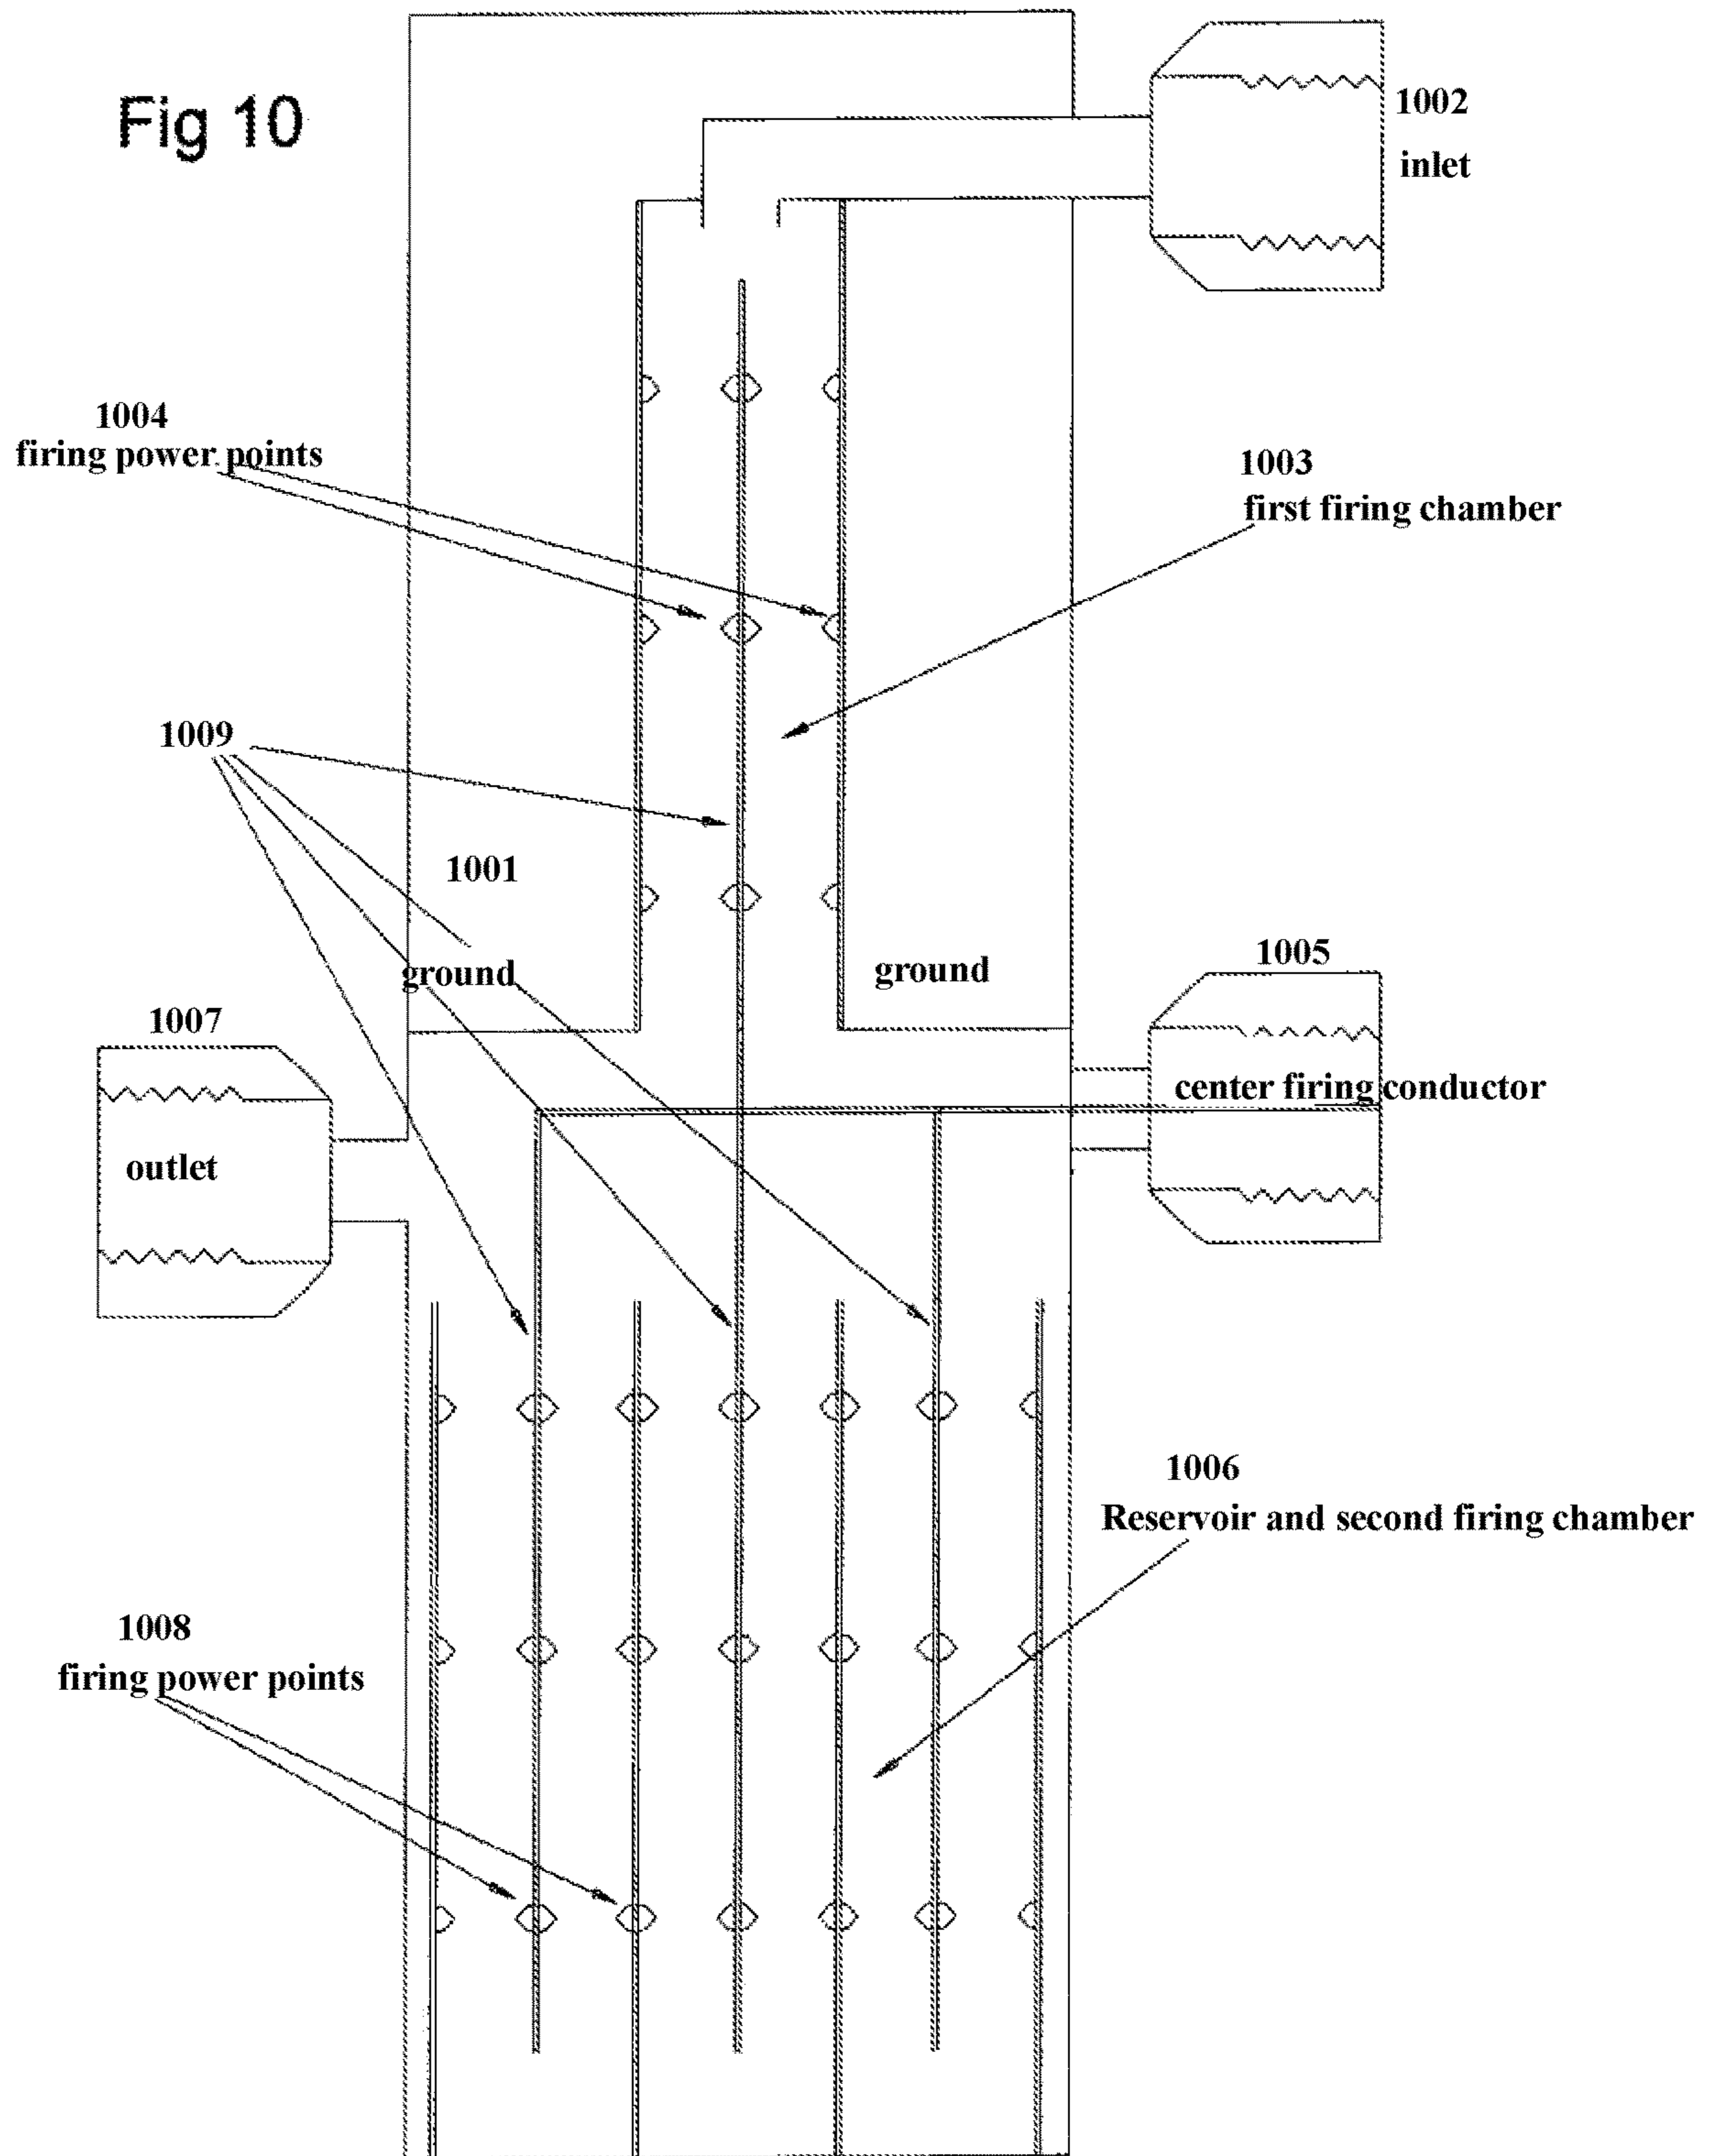 Fig 10
1002
inlet
1004
firing power points
1003
first firing chamber
1009
1001
ground
ground
1005
center firing conductor
1007
outlet
1006
Reservoir and second firing chamber
1008
firing power points